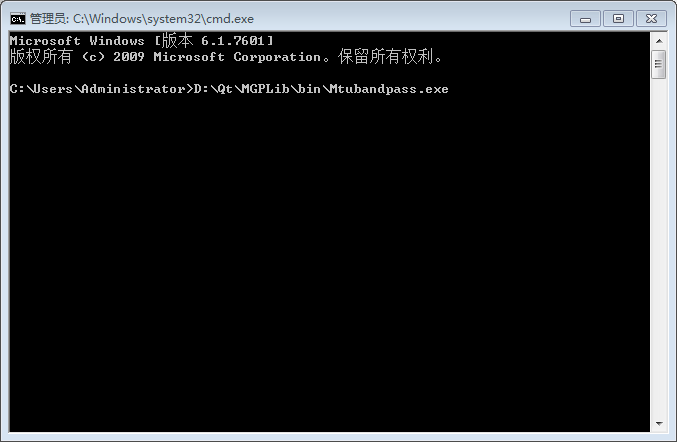 管理员: C:\Windows\system32\cmd.exe
Microsoft Windows [版本 6.1.7601]
版权所有 (c) 2009 Microsoft Corporation。保留所有权利。
C:\Users\Administrator>D:\Qt\MGPLib\bin\Mtubandpass.exe